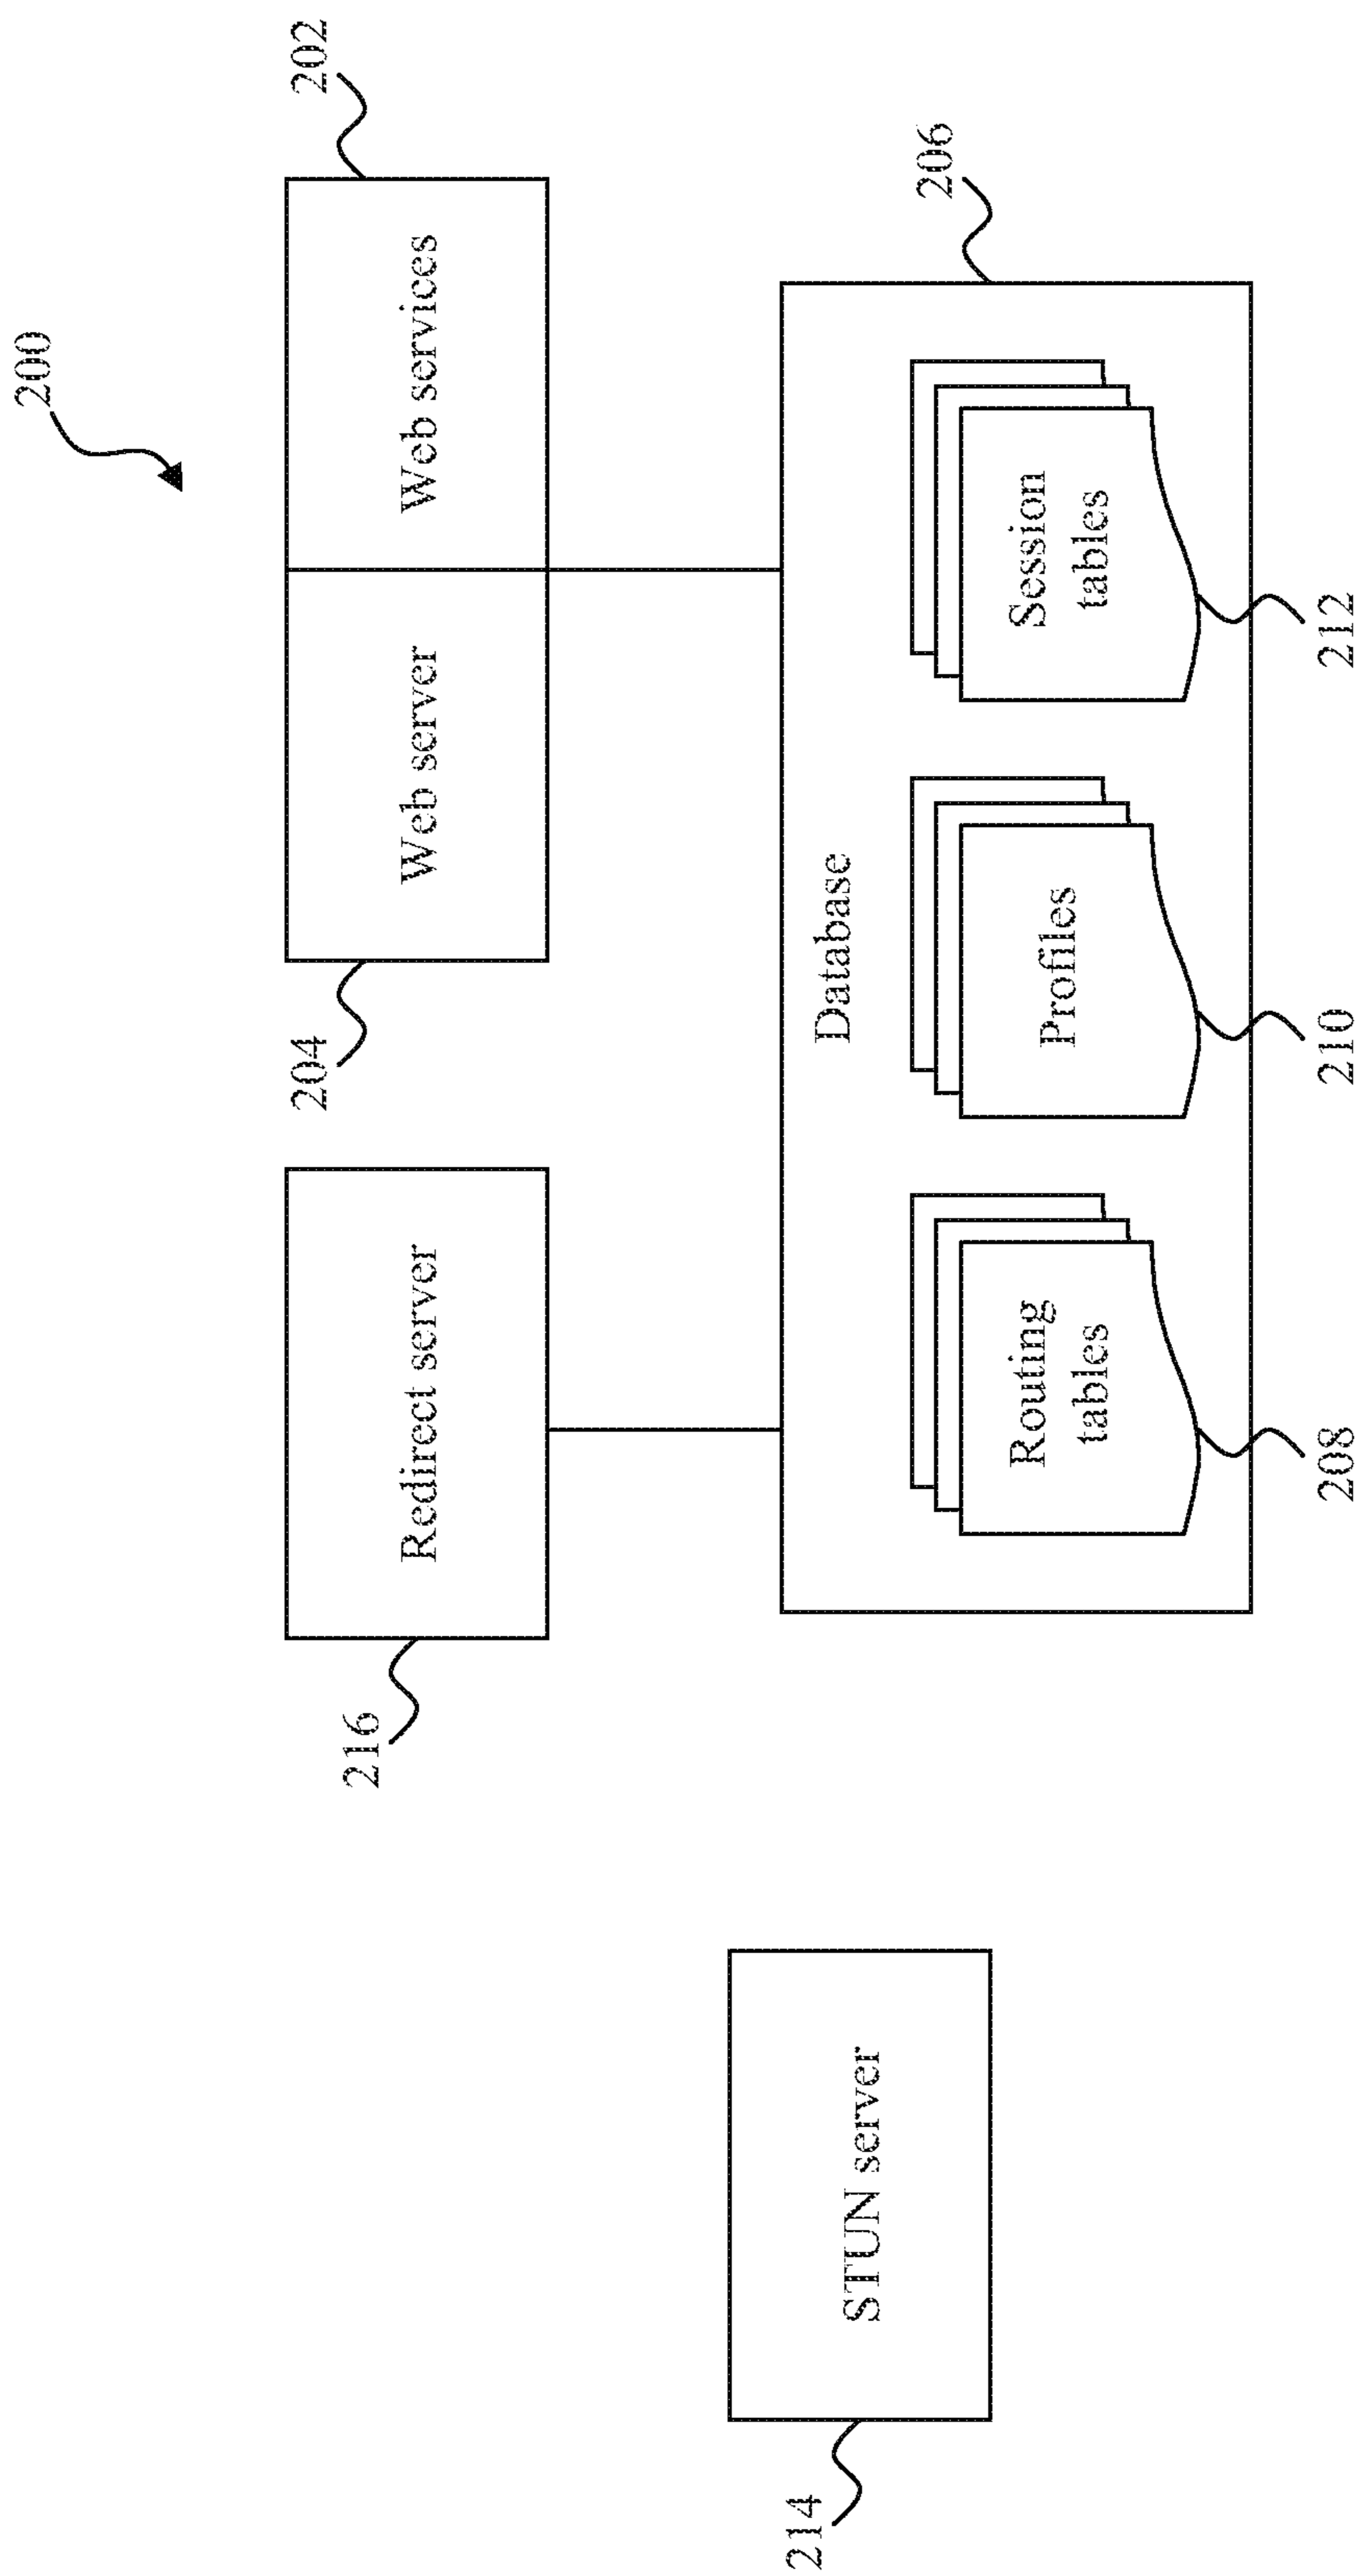 200
216
Redirect server
204
Web server
Web services
202
214
STUN server
Database
206
Routing
tables
Profiles
Session
tables
208
210
212